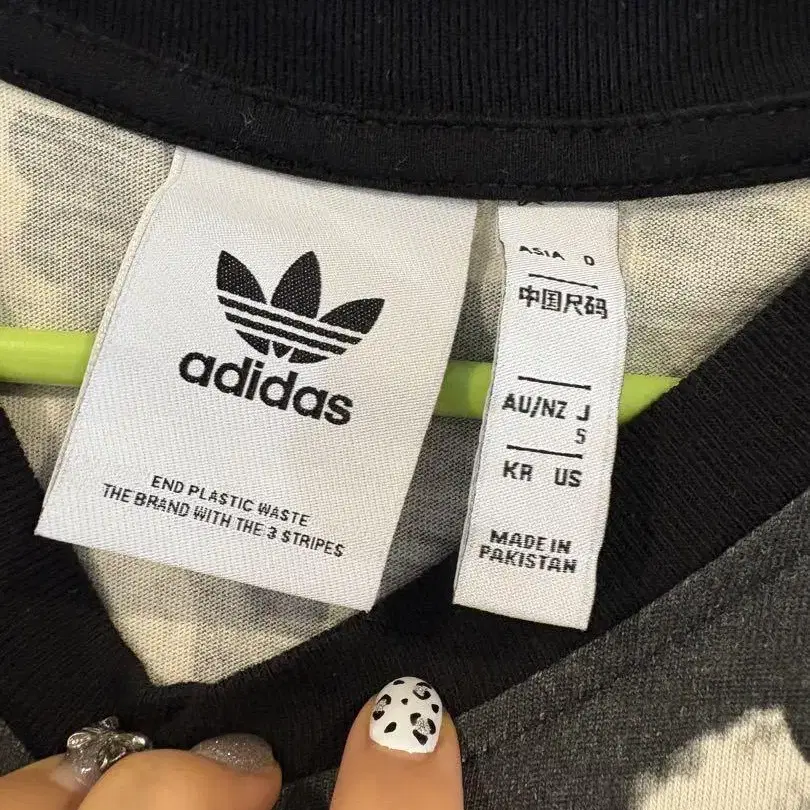 adidas
END PLASTIC WASTE
THE BRAND WITH THE 3 STRIPES
ASIA D
中国尺码
AU/NZ J
S
KR US
MADE IN
PAKISTAN